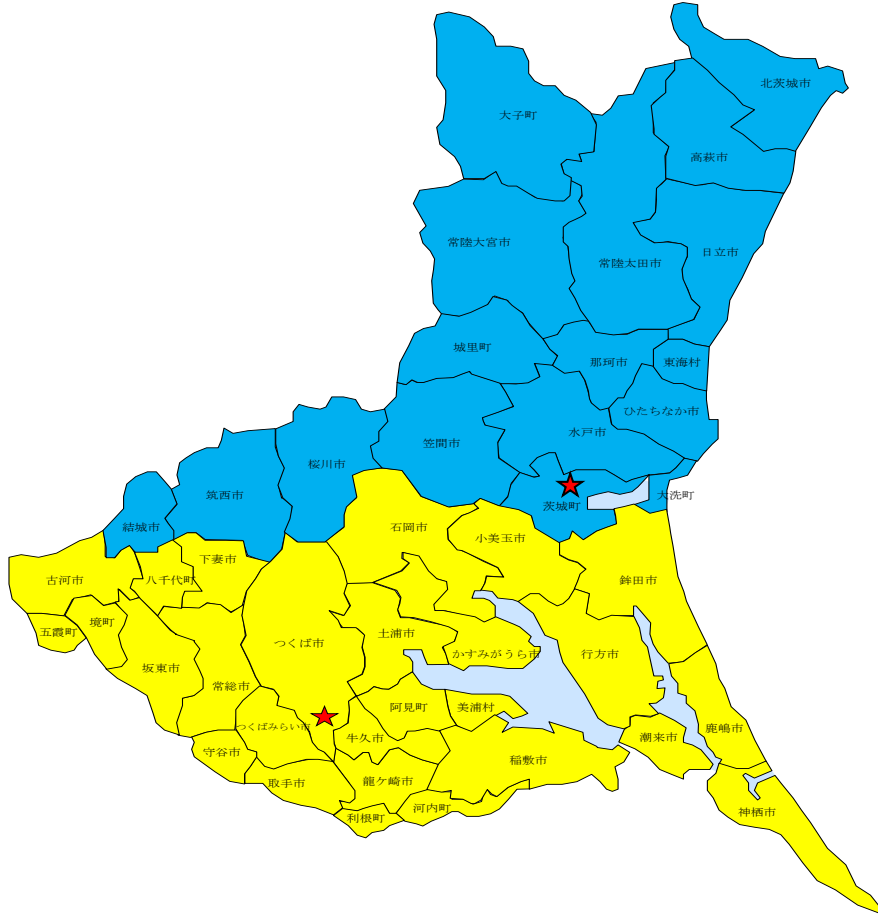 北茨城市
大子町
高萩市
常陸大宮市
日立市
常陸太田市
城里町
那珂市
東海村
ひたちなか市
水戸市
笠間市
桜川市
筑西市
大洗町
茨城町
結城市
石岡市
小美玉市
下妻市
古河市
八千代町
鉾田市
境町
五霞町
土浦市
つくば市
かすみがうら市
行方市
坂東市
常総市
阿見町
美浦村
つくばみらい市
鹿嶋市
潮来市
牛久市
守谷市
稲敷市
龍ケ崎市
取手市
河内町
神栖市
利根町